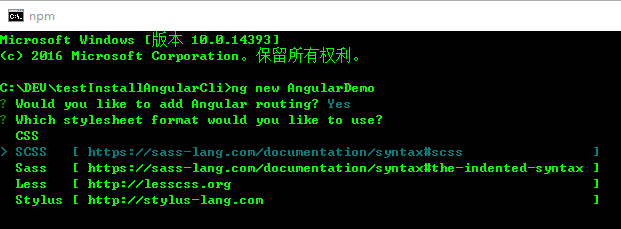 npm
Microsoft Windows [版本 10.0.14393]
(c) 2016 Microsoft Corporation。保留所有权利。
C:\DEV\testInstallAngularCli>ng new AngularDemo
? Would you like to add Angular routing? Yes
? Which stylesheet format would you like to use?
CSS
> SCSS [ https://sass-lang.com/documentation/syntax#scss ]
Sass [ https://sass-lang.com/documentation/syntax#the-indented-syntax ]
Less [ http://lesscss.org ]
Stylus [ http://stylus-lang.com ]